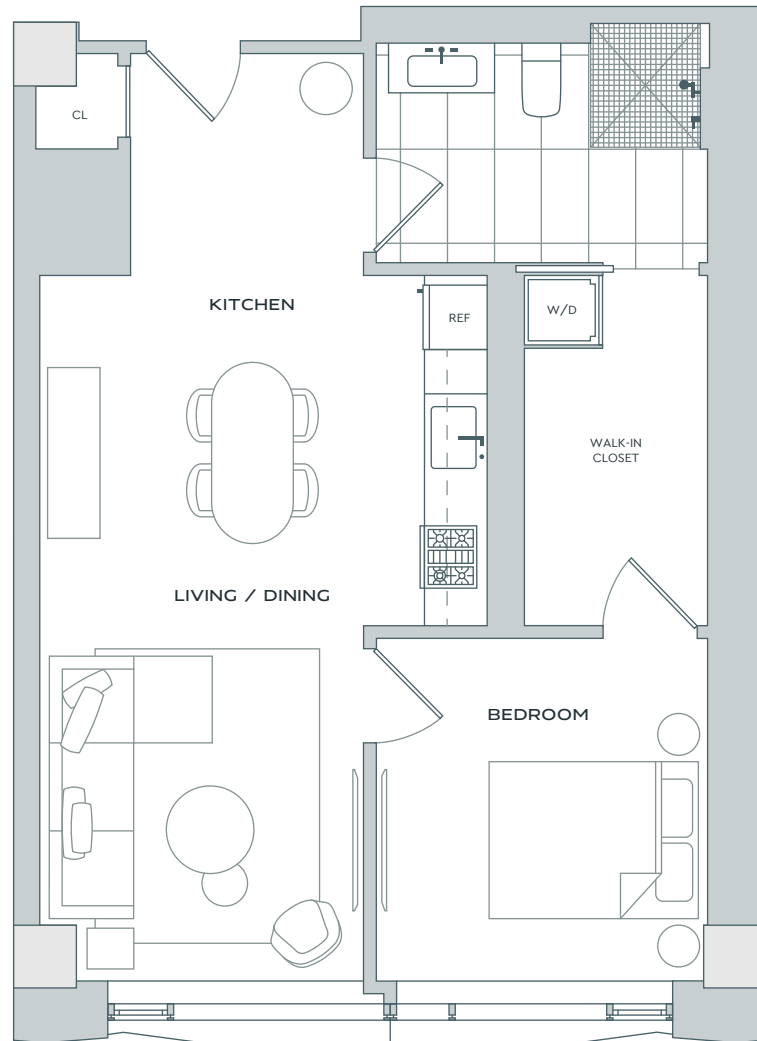 CL
KITCHEN
REF
W/D
WALK-IN
CLOSET
LIVING / DINING
BEDROOM